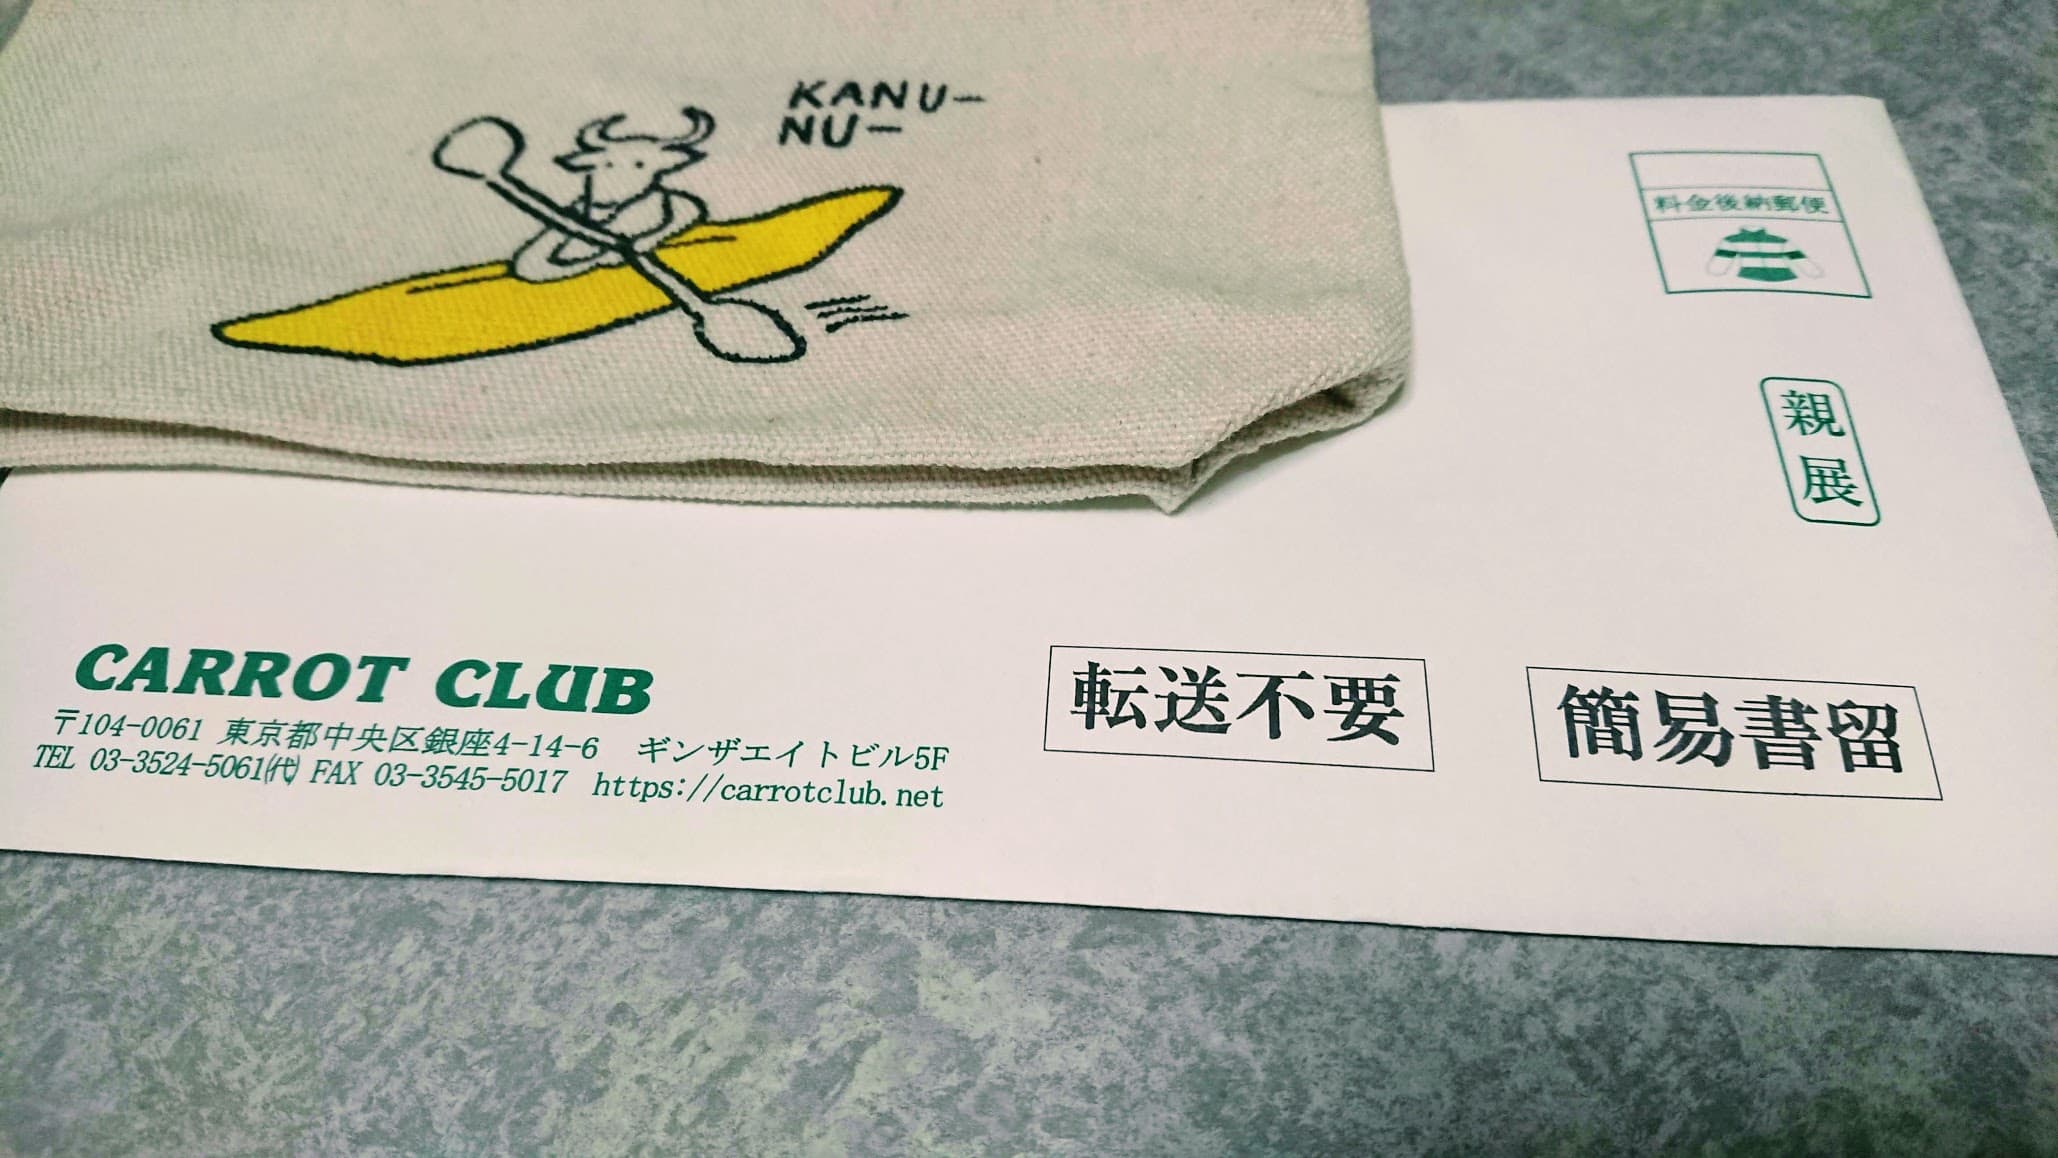 KANU—
NU—
料金後納郵便
親展
CARROT CLUB
〒104-0061 東京都中央区銀座4-14-6　ギンザエイトビル5F
TEL 03-3524-5061㈹ FAX 03-3545-5017 https://carrotclub.net
転送不要
簡易書留